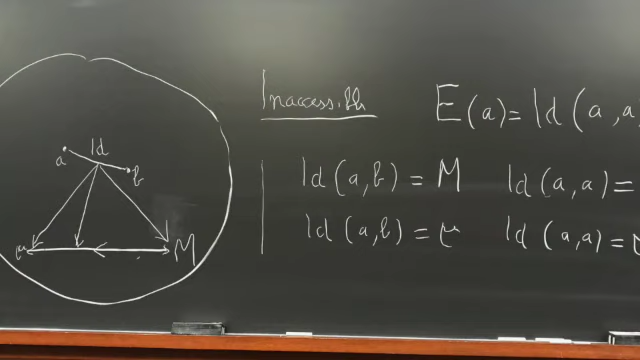 Inaccessible
E(a) = Id(a, a,
Id
a b
μ M
Id(a, b) = M Id(a, a) =
Id(a, b) = μ Id(a, a) =